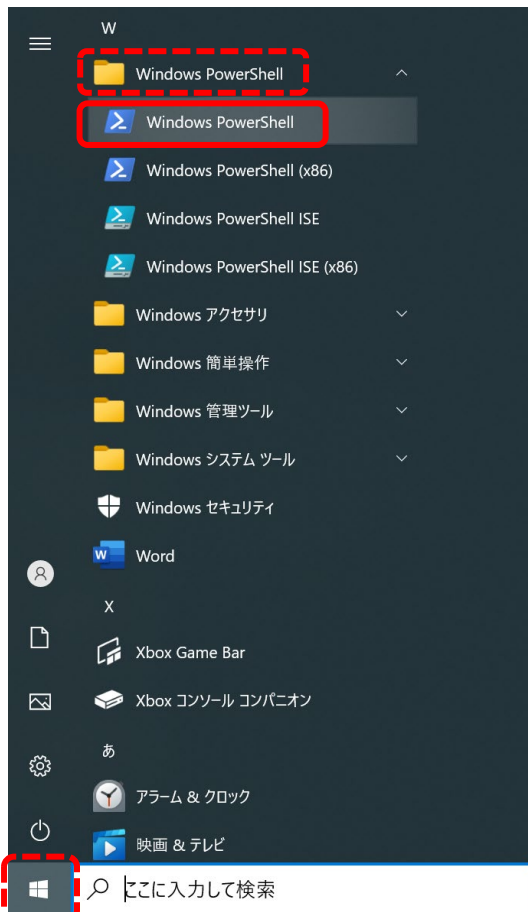 W
Windows PowerShell
Windows PowerShell
Windows PowerShell (x86)
Windows PowerShell ISE
Windows PowerShell ISE (x86)
Windows アクセサリ
Windows 簡単操作
Windows 管理ツール
Windows システム ツール
Windows セキュリティ
Word
X
Xbox Game Bar
Xbox コンソール コンパニオン
あ
アラーム & クロック
映画 & テレビ
ここに入力して検索